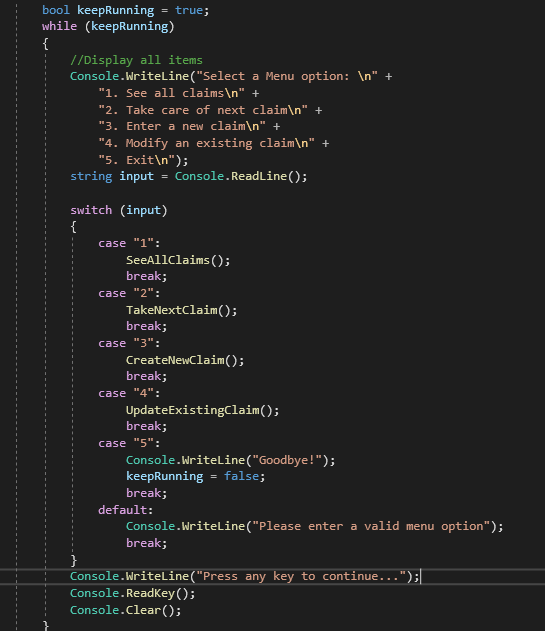 bool keepRunning = true;
while (keepRunning)
{
//Display all items
Console.WriteLine("Select a Menu option: \n" +
"1. See all claims\n" +
"2. Take care of next claim\n" +
"3. Enter a new claim\n" +
"4. Modify an existing claim\n" +
"5. Exit\n");
string input = Console.ReadLine();
switch (input)
{
case "1":
SeeAllClaims();
break;
case "2":
TakeNextClaim();
break;
case "3":
CreateNewClaim();
break;
case "4":
UpdateExistingClaim();
break;
case "5":
Console.WriteLine("Goodbye!");
keepRunning = false;
break;
default:
Console.WriteLine("Please enter a valid menu option");
break;
}
Console.WriteLine("Press any key to continue...");
Console.ReadKey();
Console.Clear();
}